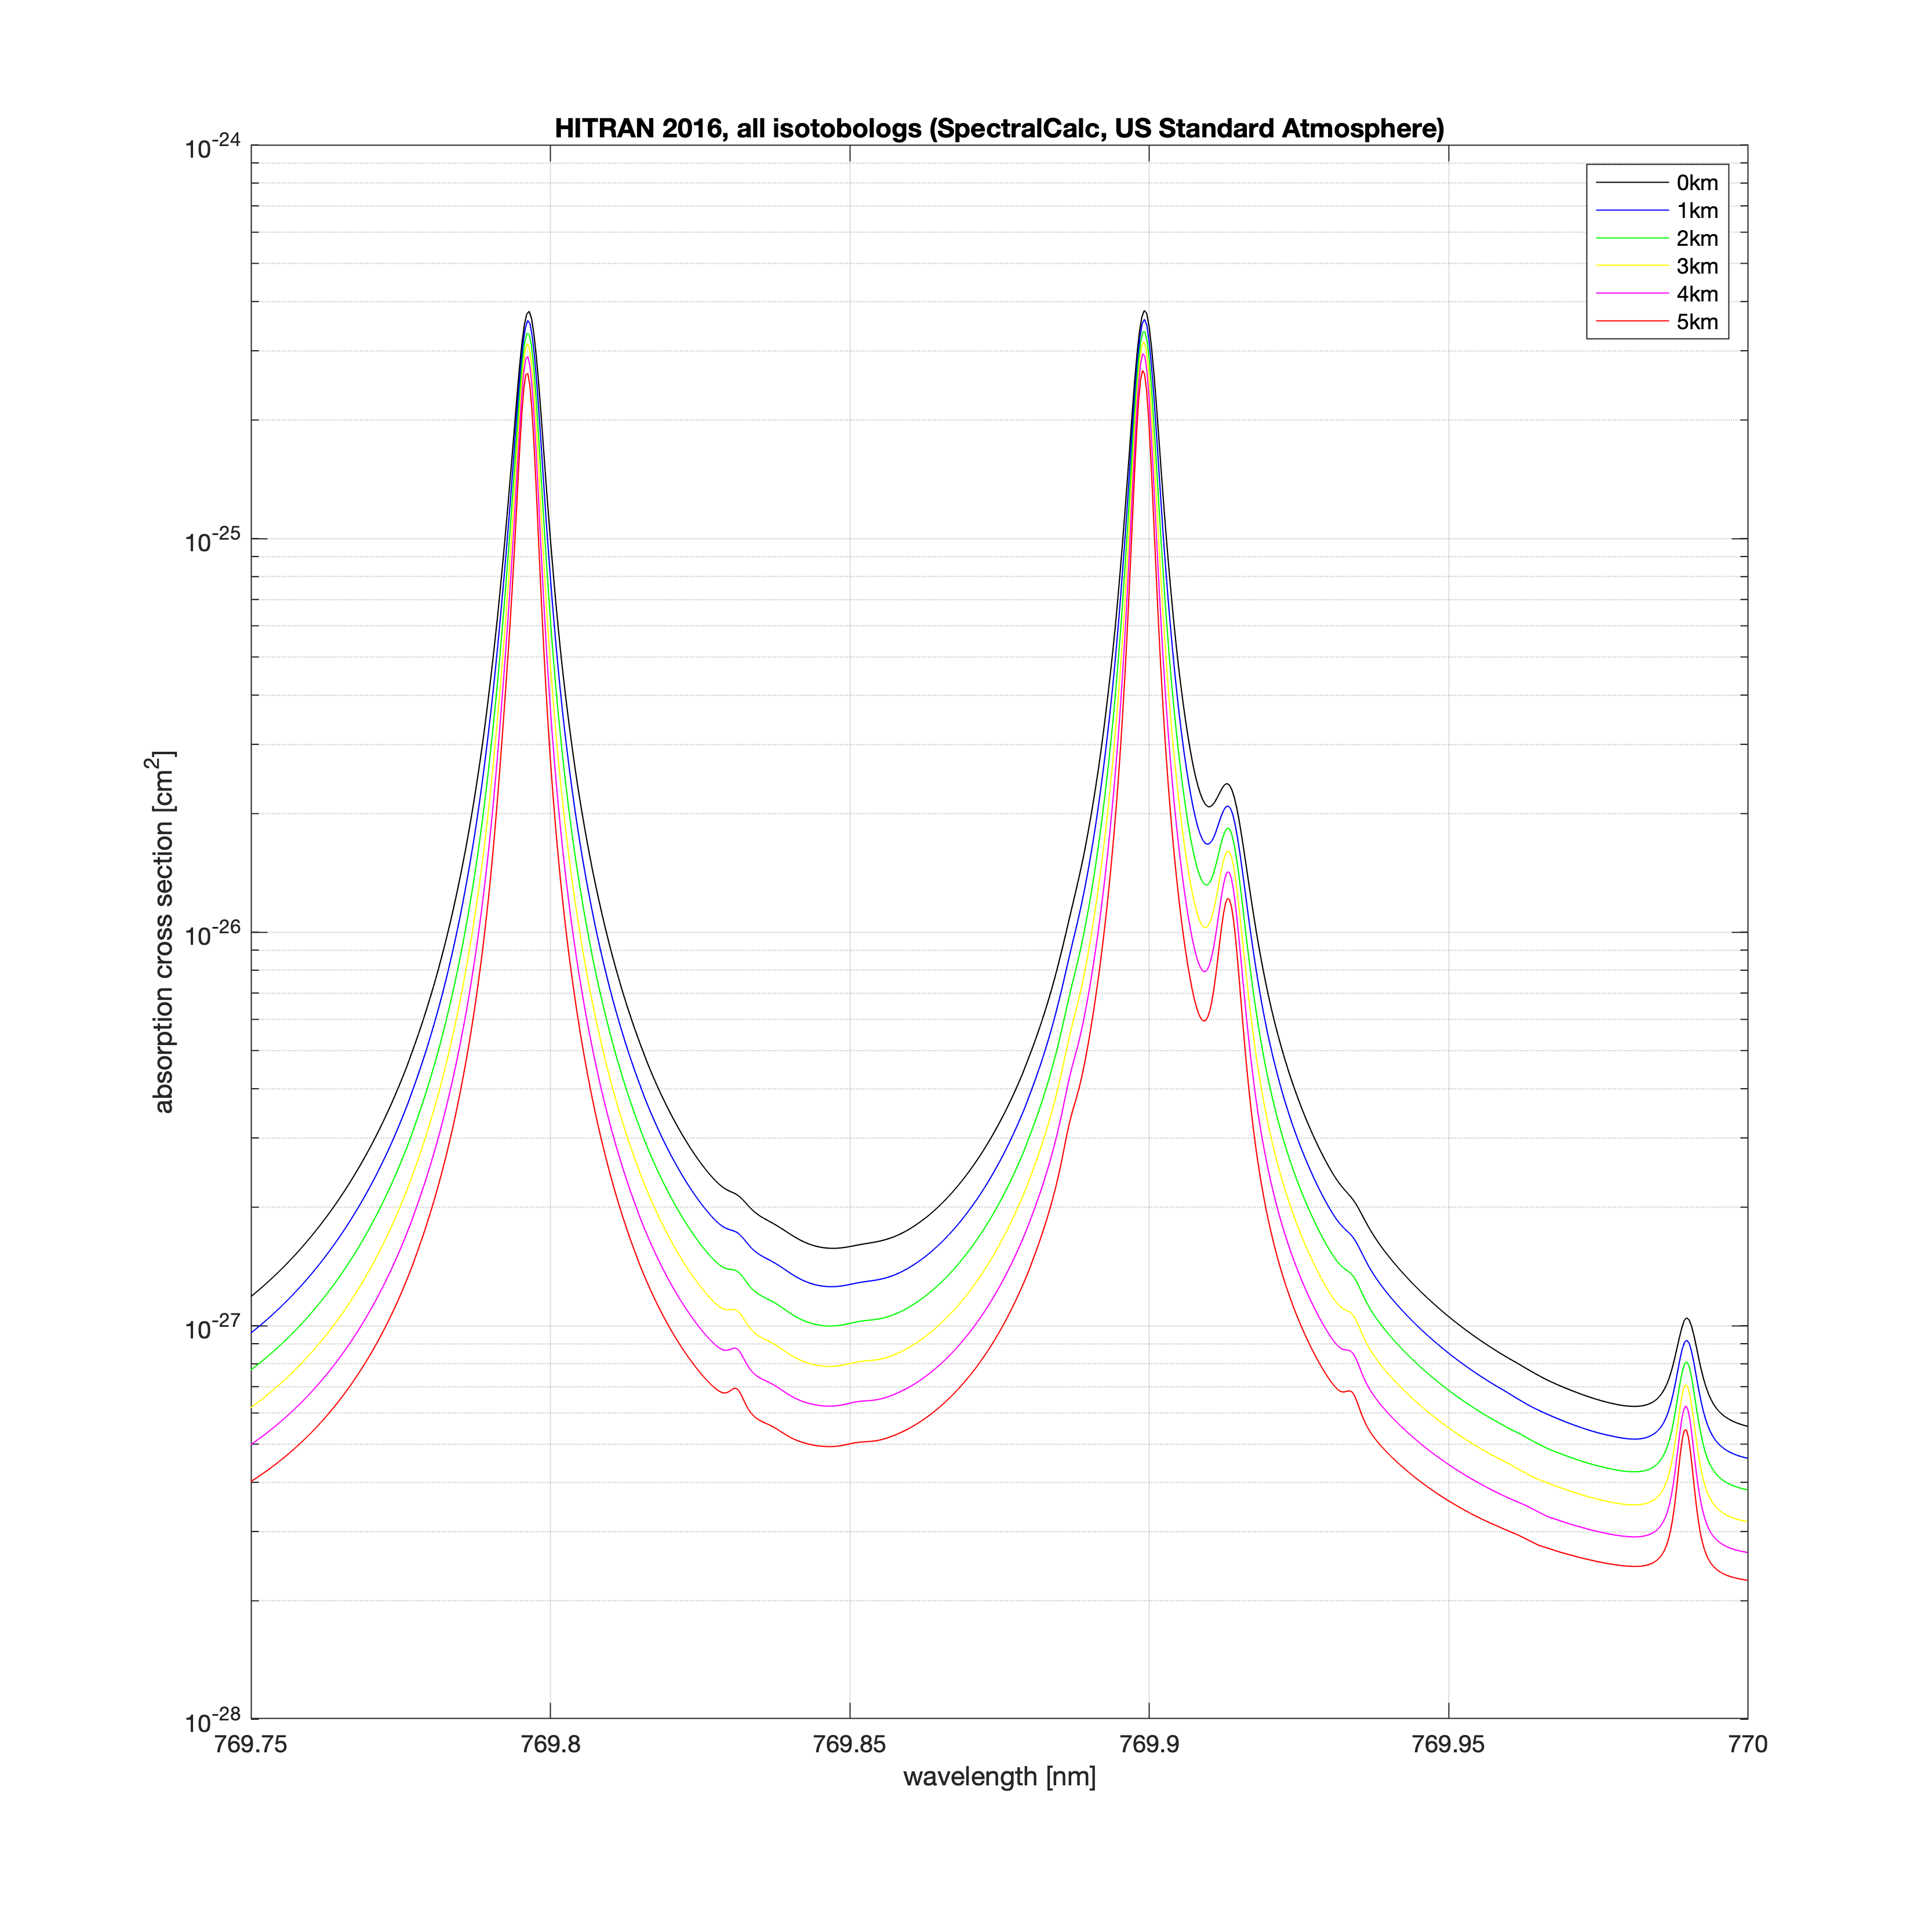 HITRAN 2016, all isotobologs (SpectralCalc, US Standard Atmosphere)
10-24
0km
1km
2km
3km
4km
5km
10-25
absorption cross section [cm2]
10-26
10-27
10-28
769.75 769.8 769.85 769.9 769.95 770
wavelength [nm]